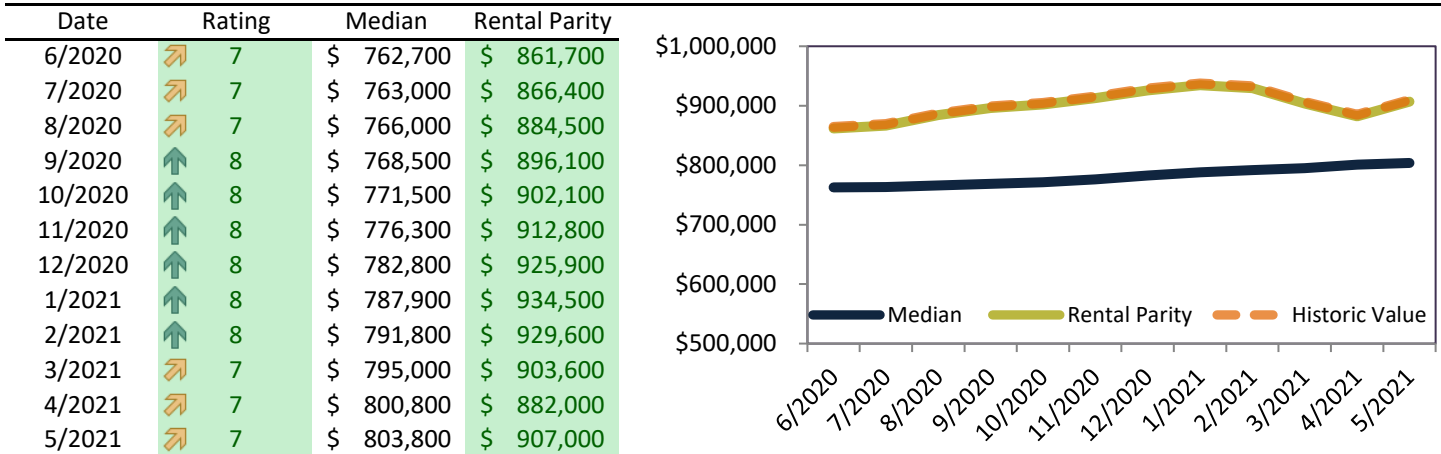 Date Rating Median Rental Parity
6/2020 7 $ 762,700 $ 861,700
7/2020 7 $ 763,000 $ 866,400
8/2020 7 $ 766,000 $ 884,500
9/2020 8 $ 768,500 $ 896,100
10/2020 8 $ 771,500 $ 902,100
11/2020 8 $ 776,300 $ 912,800
12/2020 8 $ 782,800 $ 925,900
1/2021 8 $ 787,900 $ 934,500
2/2021 8 $ 791,800 $ 929,600
3/2021 7 $ 795,000 $ 903,600
4/2021 7 $ 800,800 $ 882,000
5/2021 7 $ 803,800 $ 907,000
$1,000,000
$900,000
$800,000
$700,000
$600,000
$500,000
Median Rental Parity Historic Value
6/2020 7/2020 8/2020 9/2020 10/2020 11/2020 12/2020 1/2021 2/2021 3/2021 4/2021 5/2021